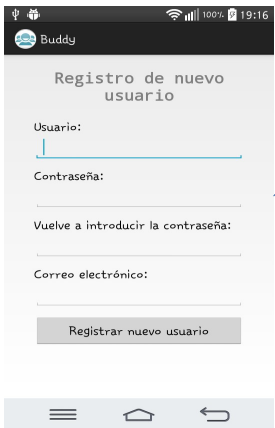 100% 19:16
Buddy
Registro de nuevo
usuario
Usuario:
Contraseña:
Vuelve a introducir la contraseña:
Correo electrónico:
Registrar nuevo usuario